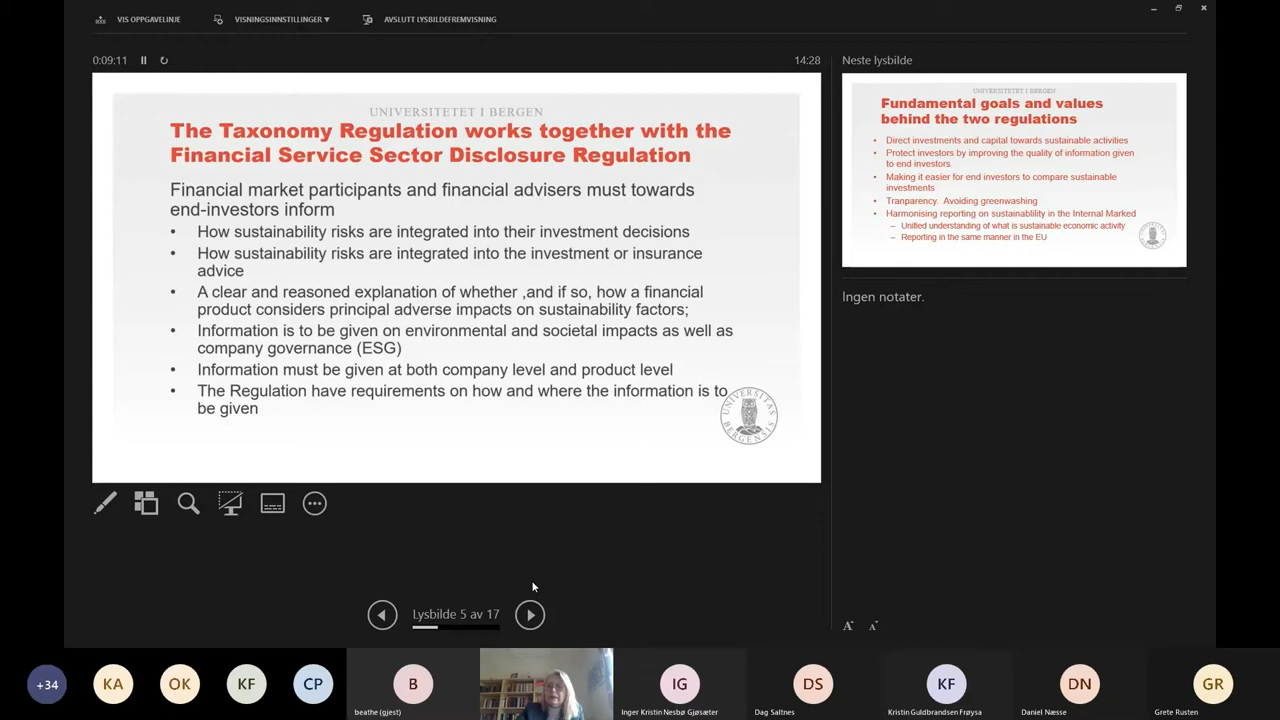 VIS OPPGAVELINJE
VISNINGSINNSTILLINGER ▾
AVSLUTT LYSBILDEFREMVISNING
0:09:11
14:28
UNIVERSITETET I BERGEN
The Taxonomy Regulation works together with the
Financial Service Sector Disclosure Regulation
Financial market participants and financial advisers must towards
end-investors inform
• How sustainability risks are integrated into their investment decisions
• How sustainability risks are integrated into the investment or insurance
advice
• A clear and reasoned explanation of whether ,and if so, how a financial
product considers principal adverse impacts on sustainability factors;
• Information is to be given on environmental and societal impacts as well as
company governance (ESG)
• Information must be given at both company level and product level
• The Regulation have requirements on how and where the information is to
be given
UNIVERSITAS
BERGENSIS
Neste lysbilde
UNIVERSITETET I BERGEN
Fundamental goals and values
behind the two regulations
• Direct investments and capital towards sustainable activities
• Protect investors by improving the quality of information given
to end investors
• Making it easier for end investors to compare sustainable
investments
• Tranparency. Avoiding greenwashing
• Harmonising reporting on sustainablility in the Internal Marked
– Unified understanding of what is sustainable economic activity
– Reporting in the same manner in the EU
Ingen notater.
Lysbilde 5 av 17
A A
+34
KA
OK
KF
CP
B
beathe (gjest)
IG
Inger Kristin Nesbø Gjøsæter
DS
Dag Saltnes
KF
Kristin Guldbrandsen Frøysa
DN
Daniel Næsse
GR
Grete Rusten